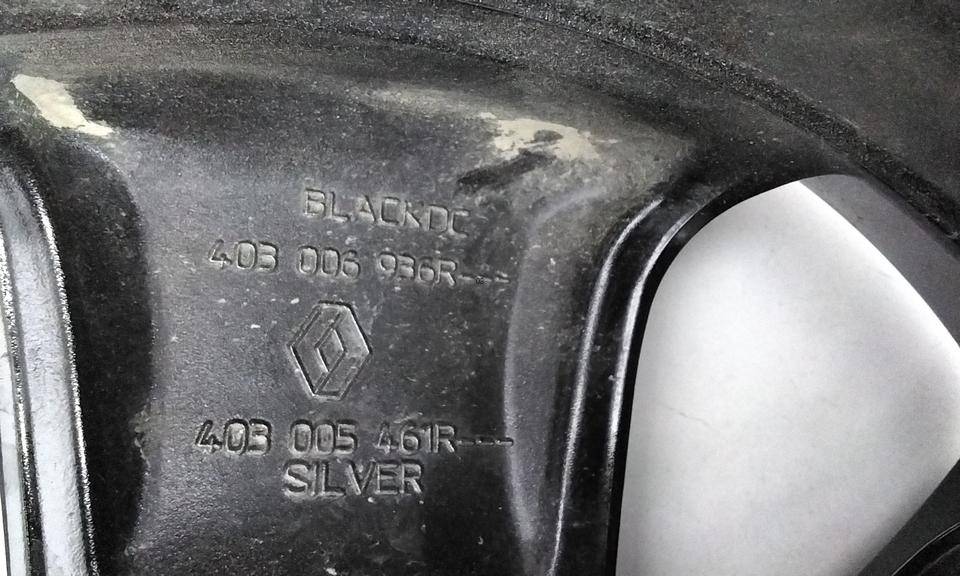 BLACKDC
403 006 936R---
403 005 461R---
SILVER